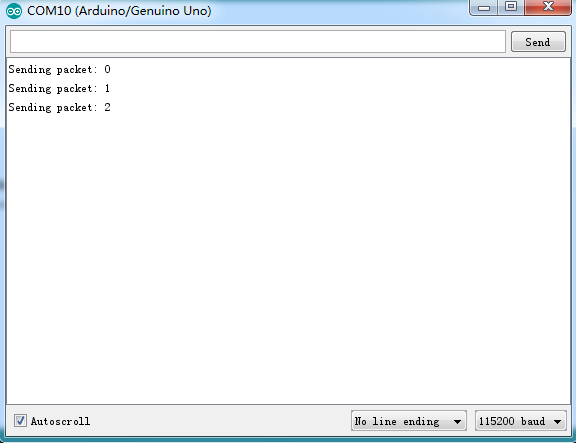 COM10 (Arduino/Genuino Uno)
Send
Sending packet: 0
Sending packet: 1
Sending packet: 2
Autoscroll
No line ending
115200 baud